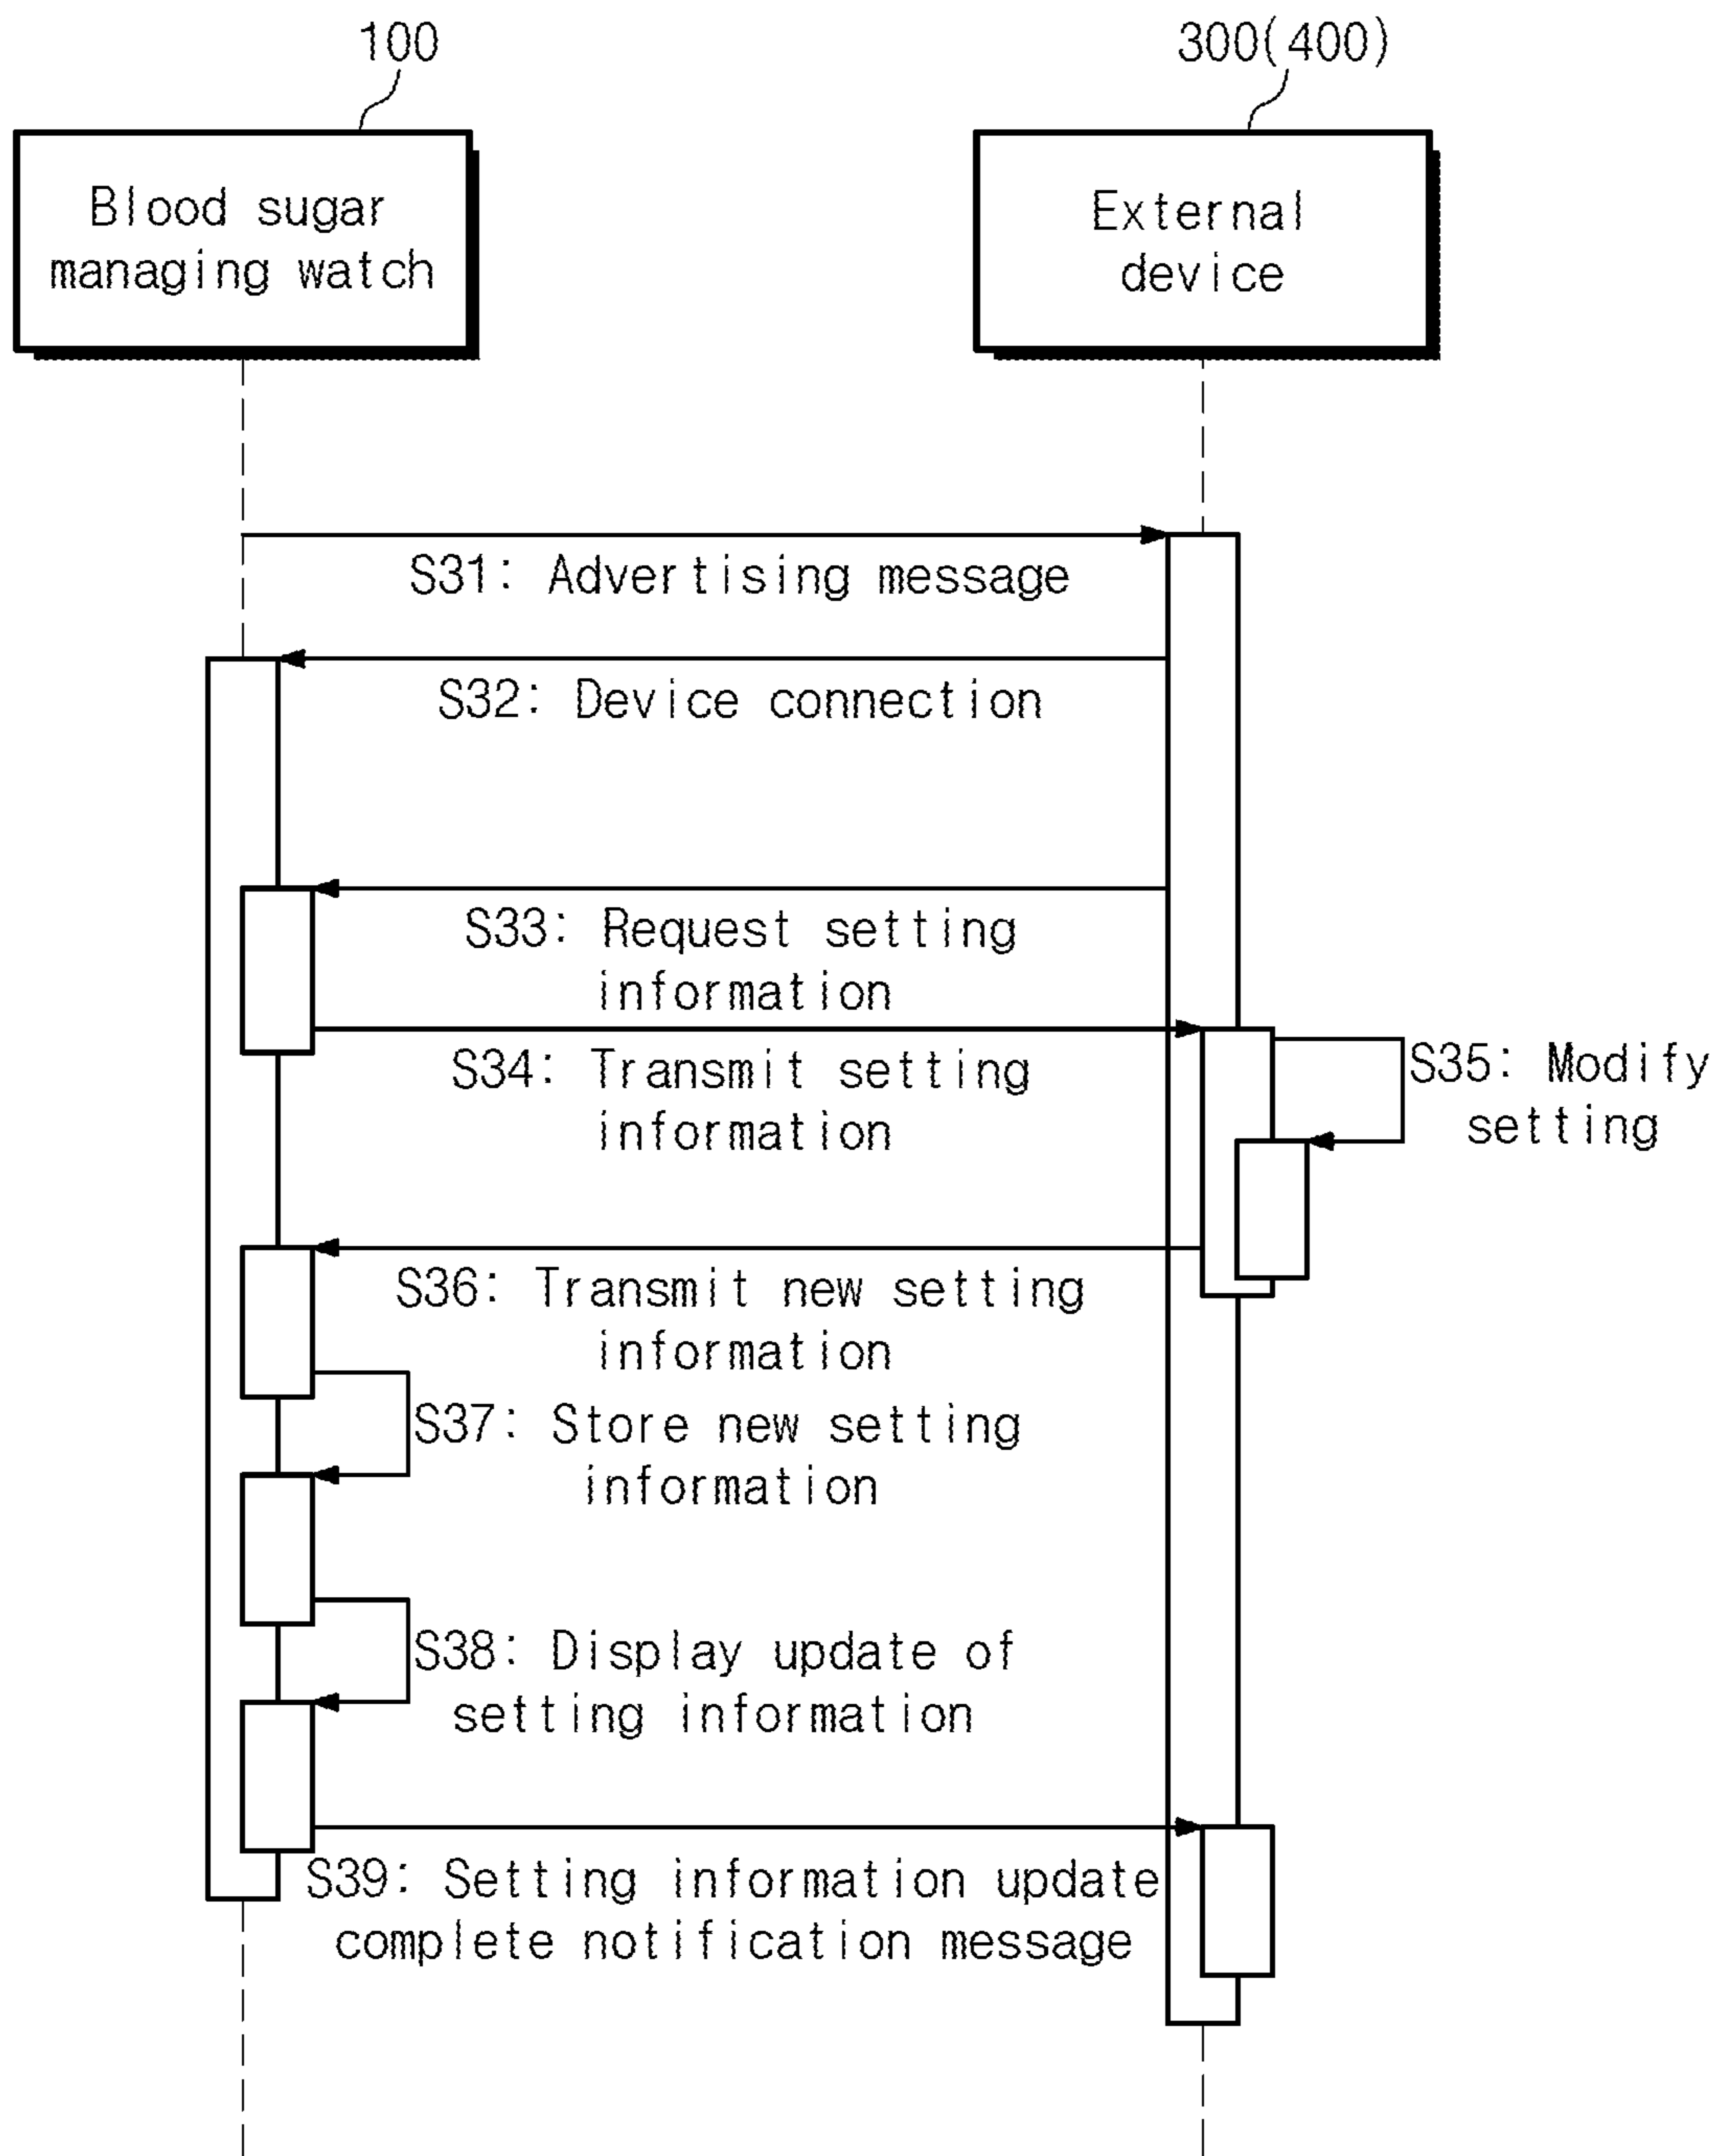 100
300(400)
Blood sugar
managing watch
External
device
S31: Advertising message
S32: Device connection
S33: Request setting
information
S34: Transmit setting
information
S35: Modify
setting
S36: Transmit new setting
information
S37: Store new setting
information
S38: Display update of
setting information
S39: Setting information update
complete notification message